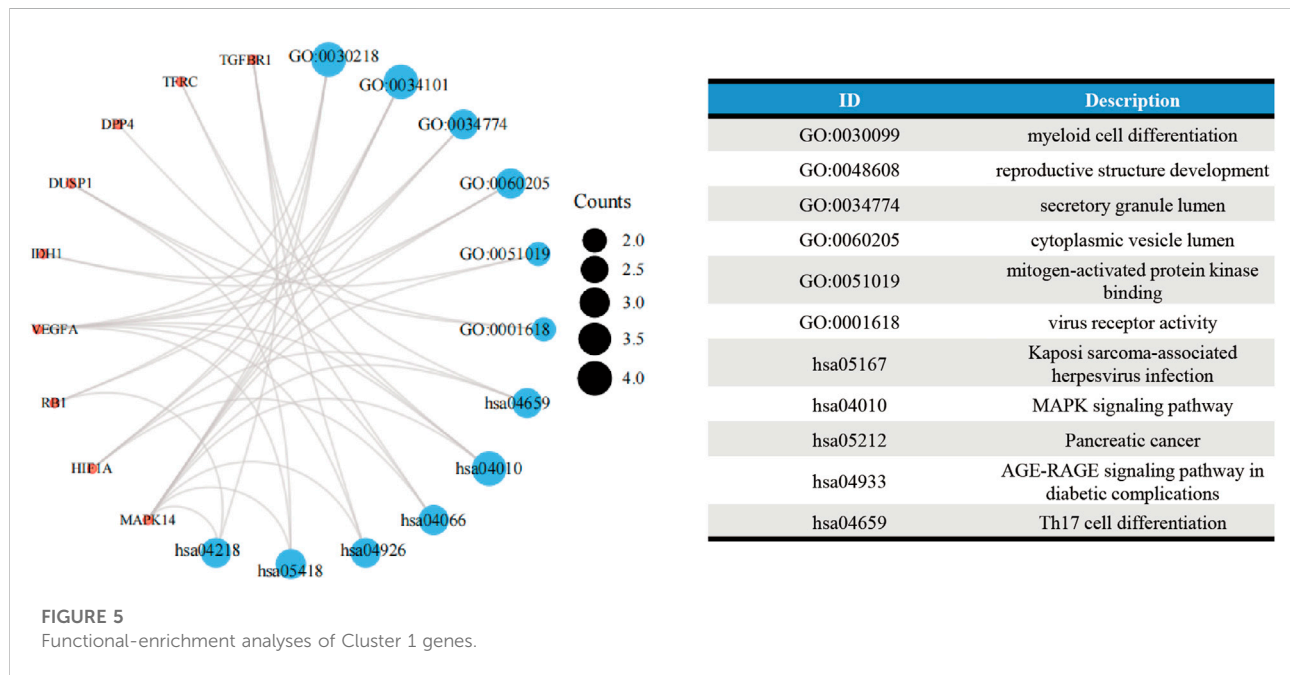 TGFBR1
TFRC
DPP4
DUSP1
IDH1
VEGFA
RB1
HIF1A
MAPK14
GO:0030218
GO:0034101
GO:0034774
GO:0060205
GO:0051019
GO:0001618
hsa04659
hsa04010
hsa04066
hsa04926
hsa05418
hsa04218
Counts
2.0
2.5
3.0
3.5
4.0
ID Description
GO:0030099 myeloid cell differentiation
GO:0048608 reproductive structure development
GO:0034774 secretory granule lumen
GO:0060205 cytoplasmic vesicle lumen
GO:0051019 mitogen-activated protein kinase
binding
GO:0001618 virus receptor activity
hsa05167 Kaposi sarcoma-associated
herpesvirus infection
hsa04010 MAPK signaling pathway
hsa05212 Pancreatic cancer
hsa04933 AGE-RAGE signaling pathway in
diabetic complications
hsa04659 Th17 cell differentiation
FIGURE 5
Functional-enrichment analyses of Cluster 1 genes.